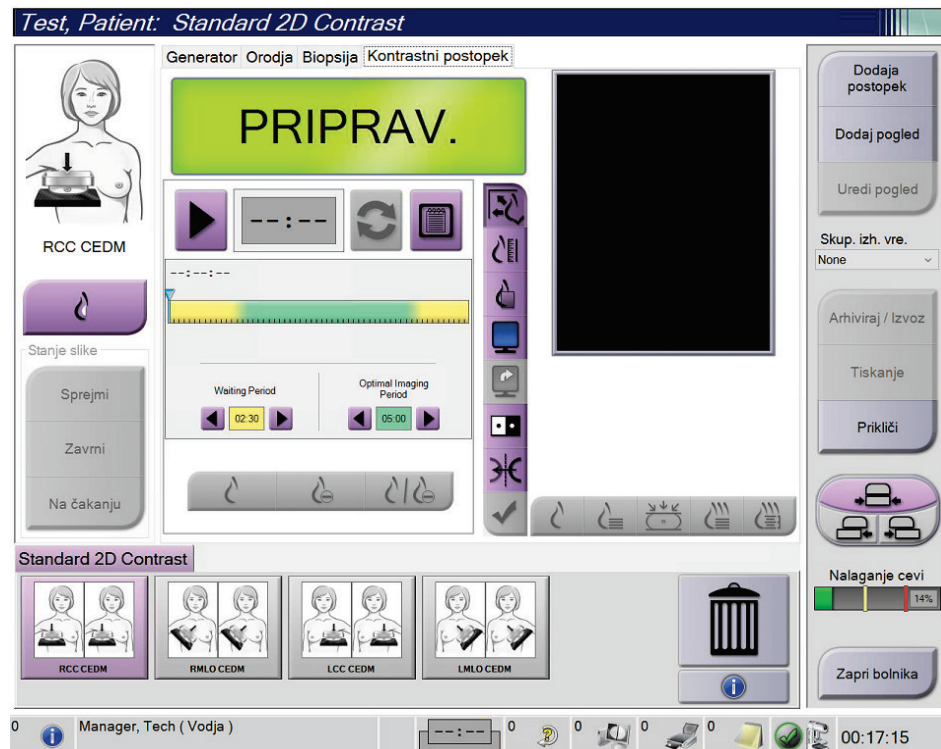 Test, Patient: Standard 2D Contrast
Generator Orodja Biopsija Kontrastni postopek
PRIPRAV.
--:--
--:--:--
Waiting Period
Optimal Imaging
Period
02:30
05:00
RCC CEDM
Stanje slike
Sprejmi
Zavrni
Na čakanju
Dodaja
postopek
Dodaj pogled
Uredi pogled
Skup. izh. vre.
None
Arhiviraj / Izvoz
Tiskanje
Prikliči
Nalaganje cevi
14%
Zapri bolnika
Standard 2D Contrast
RCC CEDM
RMLO CEDM
LCC CEDM
LMLO CEDM
0
Manager, Tech ( Vodja )
--:--
0
0
0
0
00:17:15